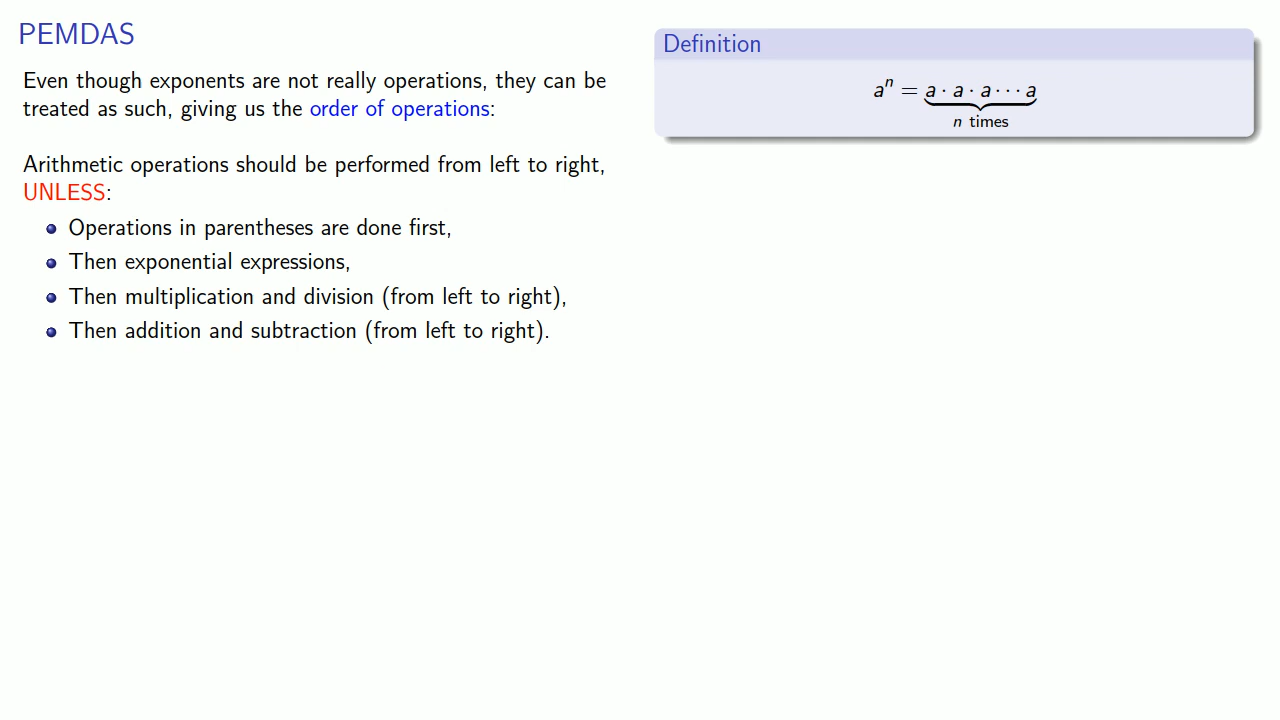 PEMDAS
Even though exponents are not really operations, they can be
treated as such, giving us the order of operations:
Arithmetic operations should be performed from left to right,
UNLESS:
Operations in parentheses are done first,
Then exponential expressions,
Then multiplication and division (from left to right),
Then addition and subtraction (from left to right).
Definition
aⁿ = a · a · a · · · a
n times